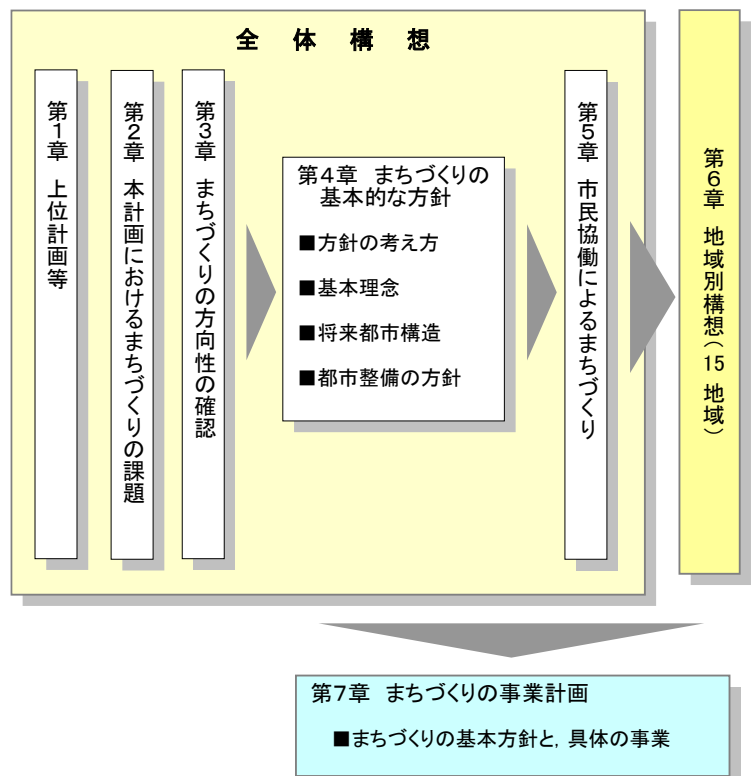 全体構想
第1章 上位計画等
第2章 本計画におけるまちづくりの課題
第3章 まちづくりの方向性の確認
第4章 まちづくりの
基本的な方針
■方針の考え方
■基本理念
■将来都市構造
■都市整備の方針
第5章 市民協働によるまちづくり
第6章 地域別構想(15 地域)
第7章 まちづくりの事業計画
■まちづくりの基本方針と,具体の事業